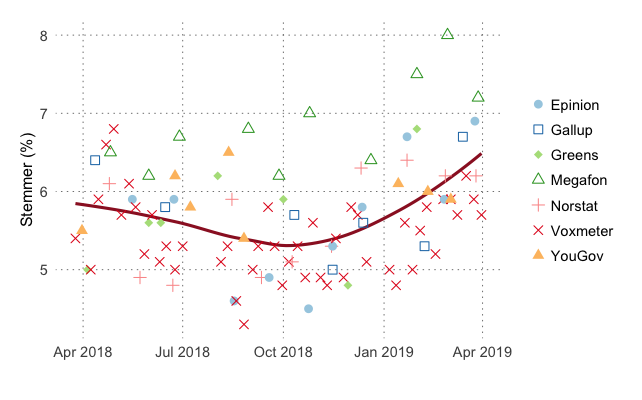 Stemmer (%)
8
7
6
5
Apr 2018
Jul 2018
Oct 2018
Jan 2019
Apr 2019
Epinion
Gallup
Greens
Megafon
Norstat
Voxmeter
YouGov